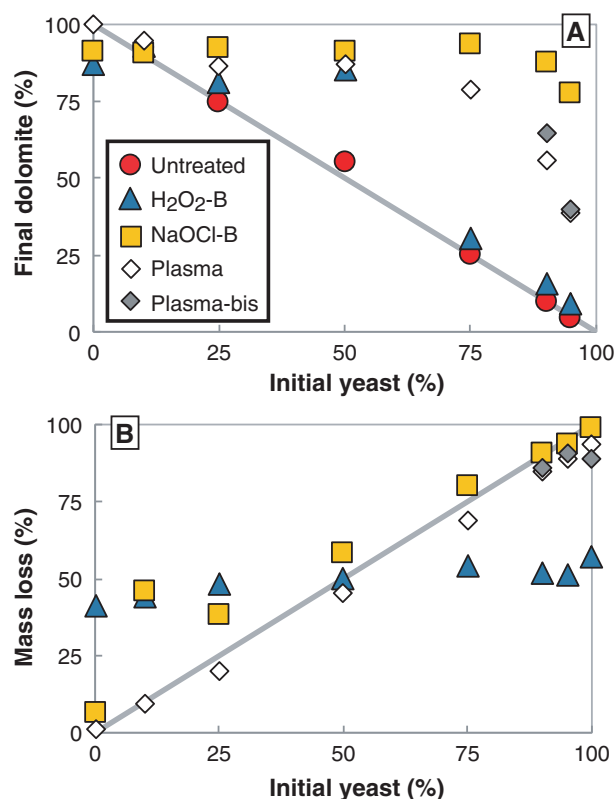 A
100
75
50
25
0
Final dolomite (%)
Untreated
H₂O₂-B
NaOCl-B
Plasma
Plasma-bis
0 25 50 75 100
Initial yeast (%)
B
100
75
50
25
0
Mass loss (%)
0 25 50 75 100
Initial yeast (%)